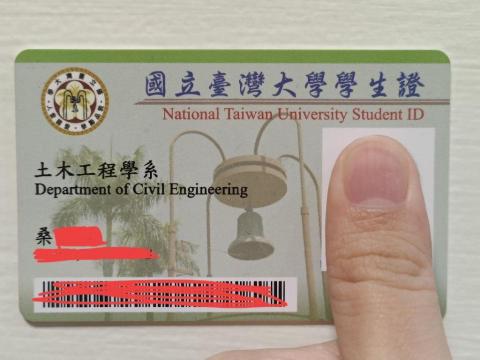 國立臺灣大學學生證
National Taiwan University Student ID
土木工程學系
Department of Civil Engineering
桑